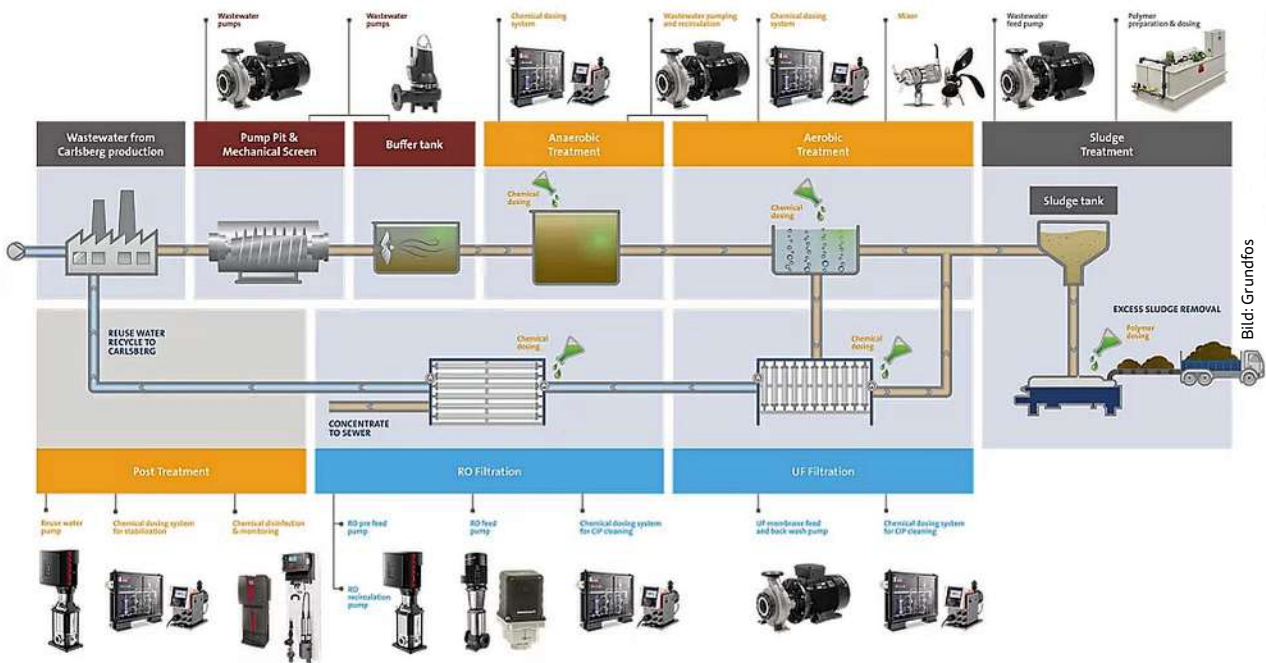 Wastewater
pumps
Wastewater
pumps
Chemical dosing
system
Wastewater pumping
and recirculation
Chemical dosing
system
Mixer
Wastewater
feed pump
Polymer
preparation & dosing
Wastewater from
Carlsberg production
Pump Pit &
Mechanical Screen
Buffer tank
Anaerobic
Treatment
Aerobic
Treatment
Sludge
Treatment
Chemical
dosing
Chemical
dosing
Sludge tank
REUSE WATER
RECYCLE TO
CARLSBERG
Chemical
dosing
Chemical
dosing
EXCESS SLUDGE REMOVAL
Polymer
dosing
Bild: Grundfos
CONCENTRATE
TO SEWER
Post Treatment
RO Filtration
UF Filtration
Reuse water
pump
Chemical dosing system
for stabilization
Chemical disinfection
& monitoring
RO pre feed
pump
RO
recirculation
pump
RO feed
pump
Chemical dosing system
for CIP cleaning
UF membrane feed
and back wash pump
Chemical dosing system
for CIP cleaning